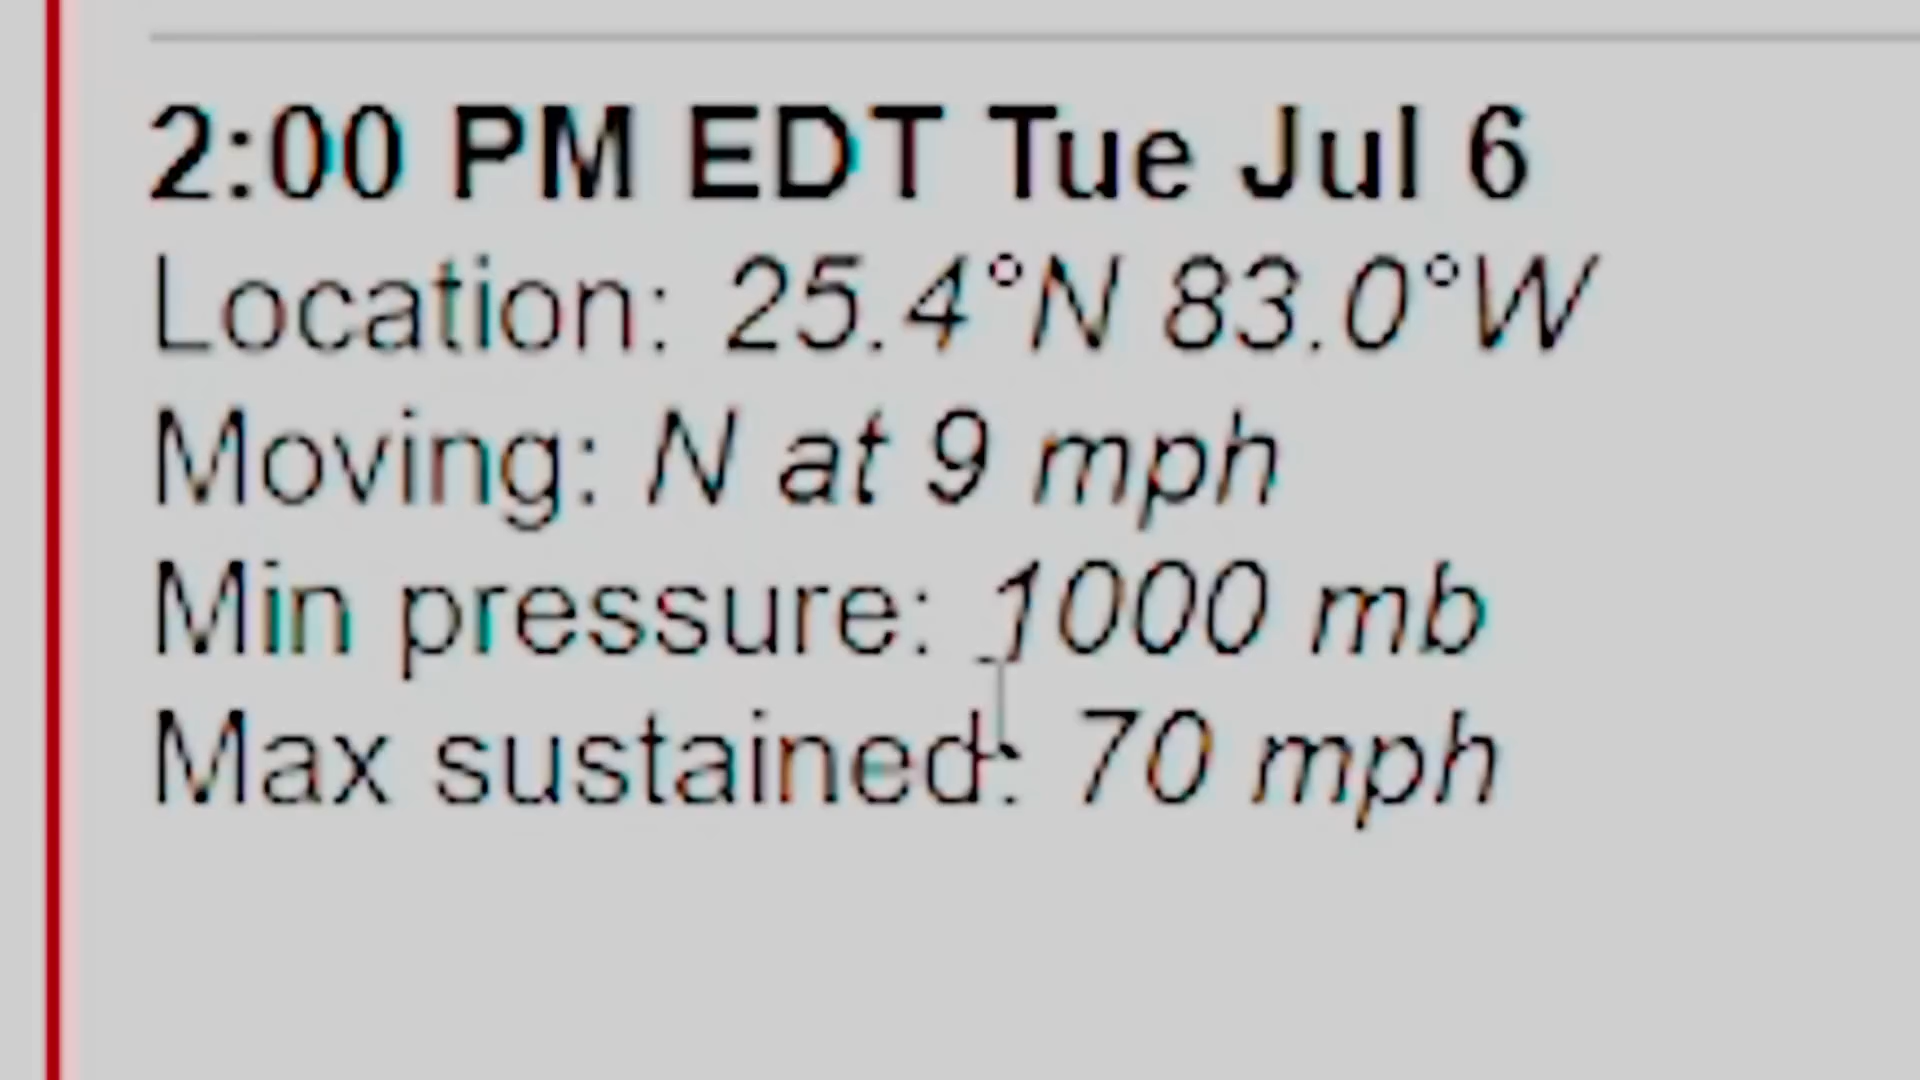 2:00 PM EDT Tue Jul 6
Location: 25.4°N 83.0°W
Moving: N at 9 mph
Min pressure: 1000 mb
Max sustained: 70 mph